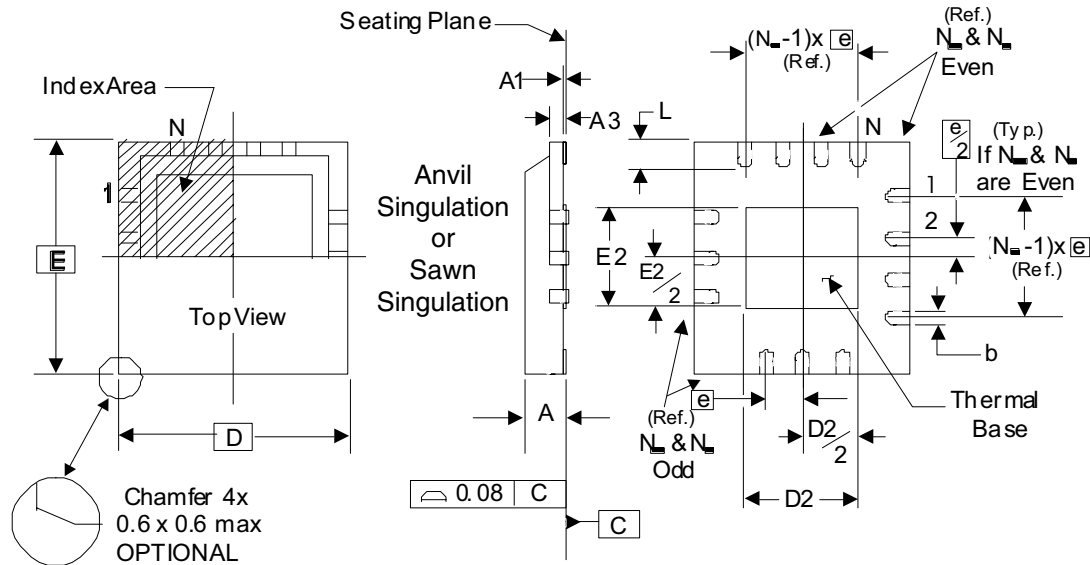 Seating Plane
Index Area
N
1
E
Top View
D
Chamfer 4x
0.6 x 0.6 max
OPTIONAL
A1
A3
L
Anvil
Singulation
or
Sawn
Singulation
A
0.08 C
C
(Ref.)
N & N
Even
(N -1)x e
(Ref.)
N
e/2
(Typ.)
If N & N
are Even
1
2
(N -1)x e
(Ref.)
b
E2
E2/2
e
(Ref.)
N & N
Odd
D2/2
D2
Thermal
Base